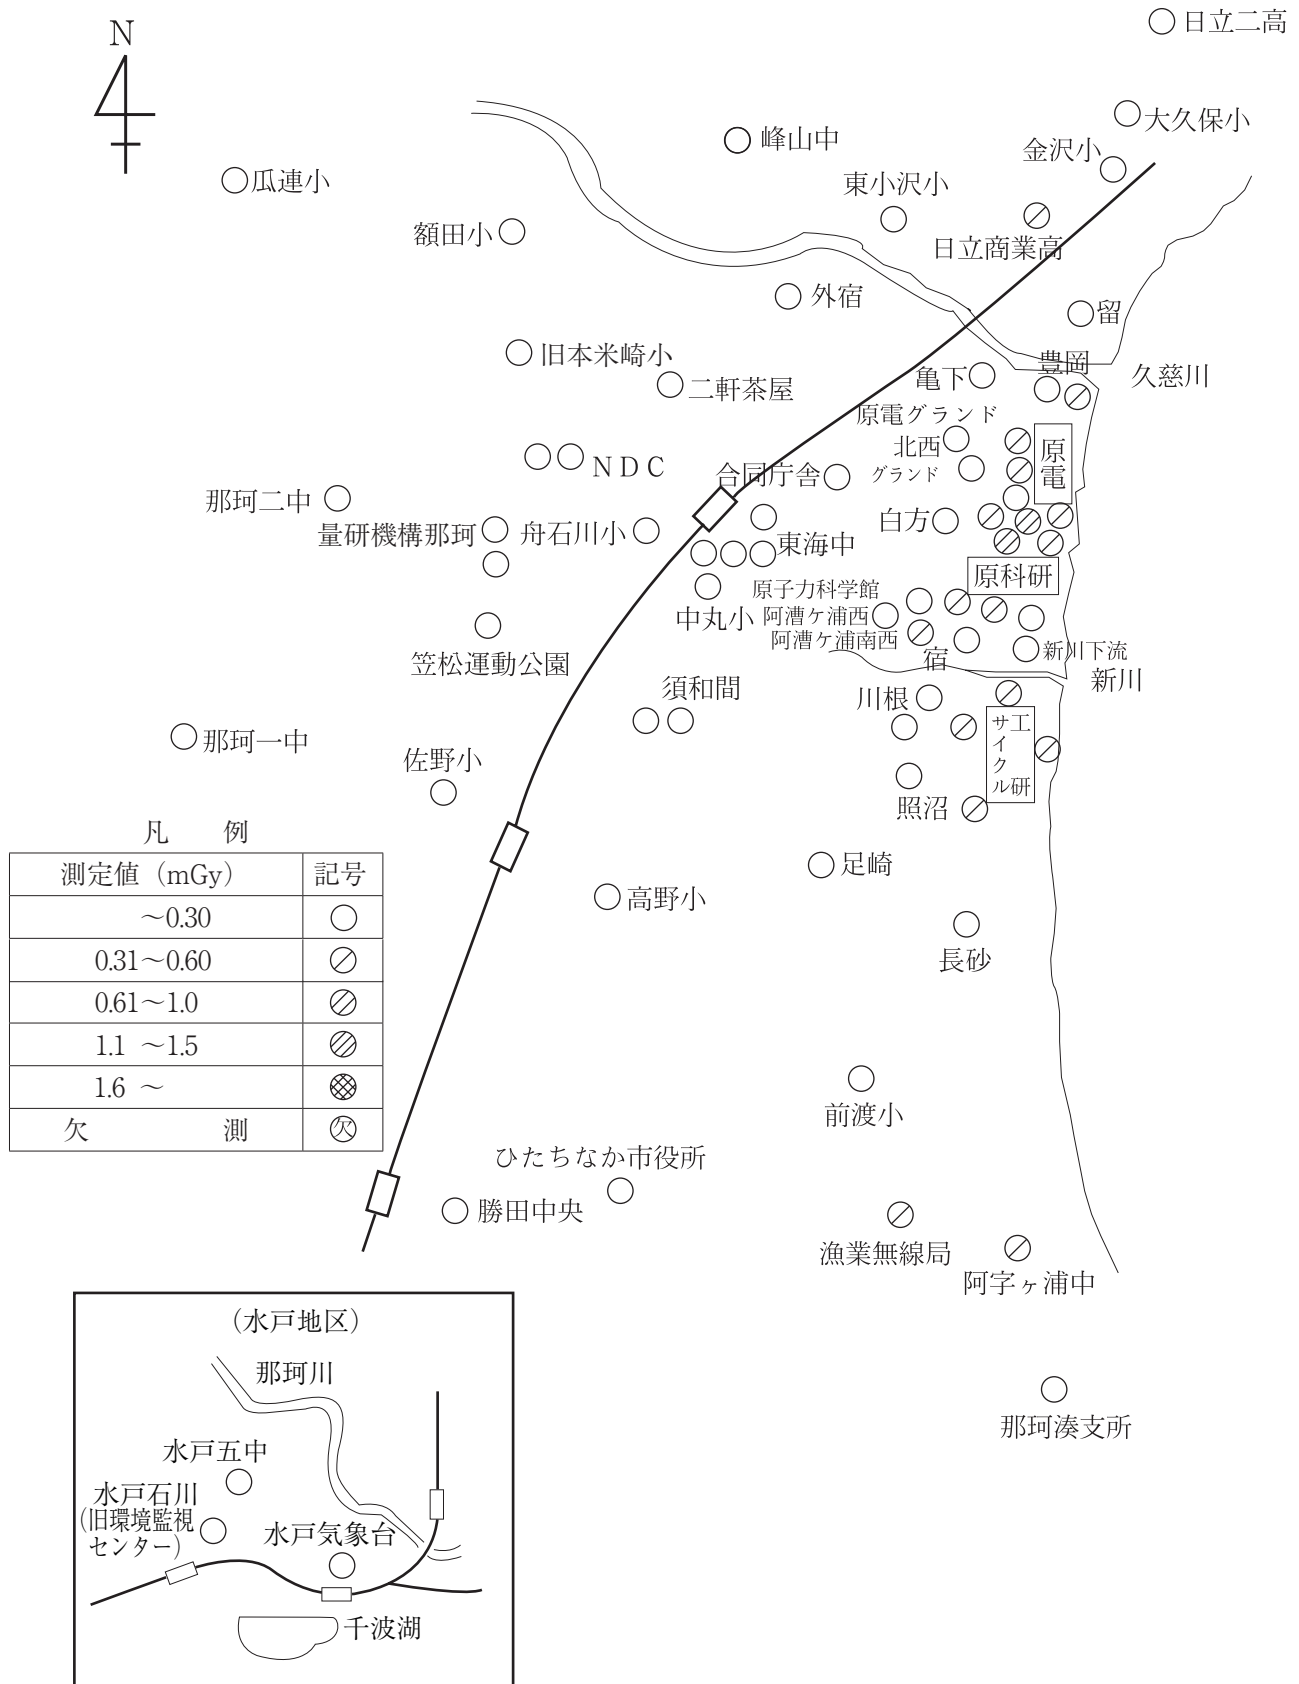 N
日立二高
大久保小
峰山中
金沢小
瓜連小
東小沢小
額田小
日立商業高
外宿
留
旧本米崎小
豊岡
亀下
久慈川
二軒茶屋
原電グランド
北西
原電
NDC
合同庁舎
グランド
那珂二中
量研機構那珂
舟石川小
白方
東海中
原科研
原子力科学館
中丸小
阿漕ケ浦西
阿漕ケ浦南西
宿
新川下流
笠松運動公園
新川
須和間
川根
サイクル工研
那珂一中
佐野小
照沼
凡 例
測定値(mGy) 記号
～0.30
0.31～0.60
0.61～1.0
1.1 ～1.5
1.6 ～
欠 測 欠
足崎
高野小
長砂
前渡小
ひたちなか市役所
勝田中央
漁業無線局
阿字ヶ浦中
那珂湊支所
(水戸地区)
那珂川
水戸五中
水戸石川
(旧環境監視
センター)
水戸気象台
千波湖